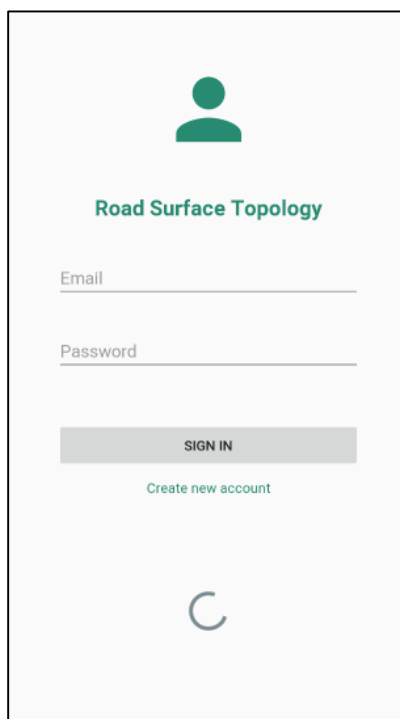 Road Surface Topology
Email
Password
SIGN IN
Create new account